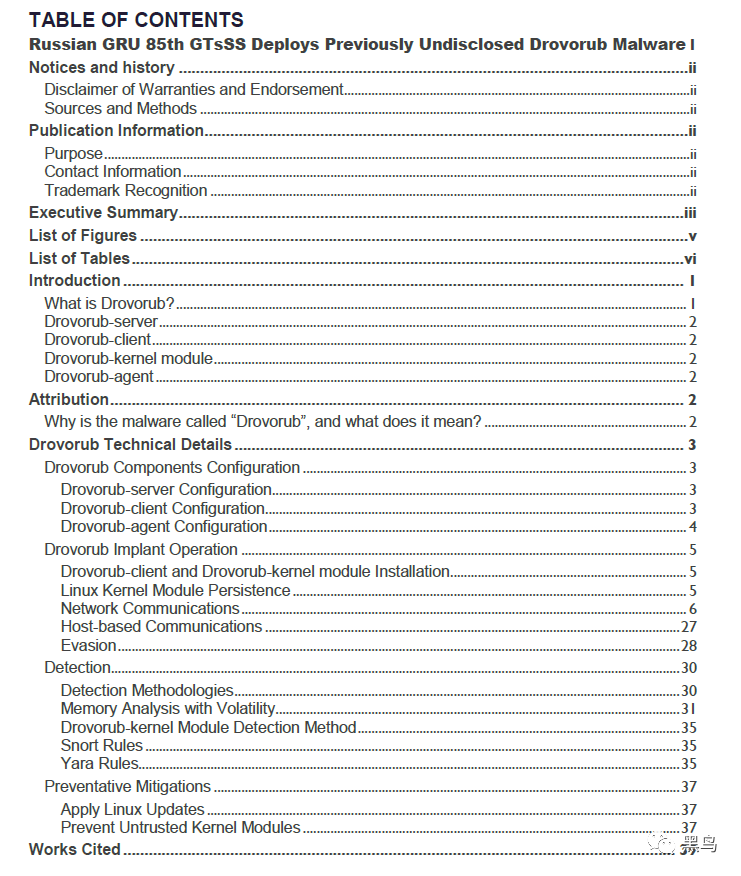 TABLE OF CONTENTS
Russian GRU 85th GTsSS Deploys Previously Undisclosed Drovorub Malware I
Notices and history ii
Disclaimer of Warranties and Endorsement ii
Sources and Methods ii
Publication Information ii
Purpose ii
Contact Information ii
Trademark Recognition ii
Executive Summary iii
List of Figures v
List of Tables vi
Introduction I
What is Drovorub? I
Drovorub-server 2
Drovorub-client 2
Drovorub-kernel module 2
Drovorub-agent 2
Attribution 2
Why is the malware called “Drovorub”, and what does it mean? 2
Drovorub Technical Details 3
Drovorub Components Configuration 3
Drovorub-server Configuration 3
Drovorub-client Configuration 3
Drovorub-agent Configuration 4
Drovorub Implant Operation 5
Drovorub-client and Drovorub-kernel module Installation 5
Linux Kernel Module Persistence 5
Network Communications 6
Host-based Communications 27
Evasion 28
Detection 30
Detection Methodologies 30
Memory Analysis with Volatility 31
Drovorub-kernel Module Detection Method 35
Snort Rules 35
Yara Rules 35
Preventative Mitigations 37
Apply Linux Updates 37
Prevent Untrusted Kernel Modules 37
Works Cited
黑鸟